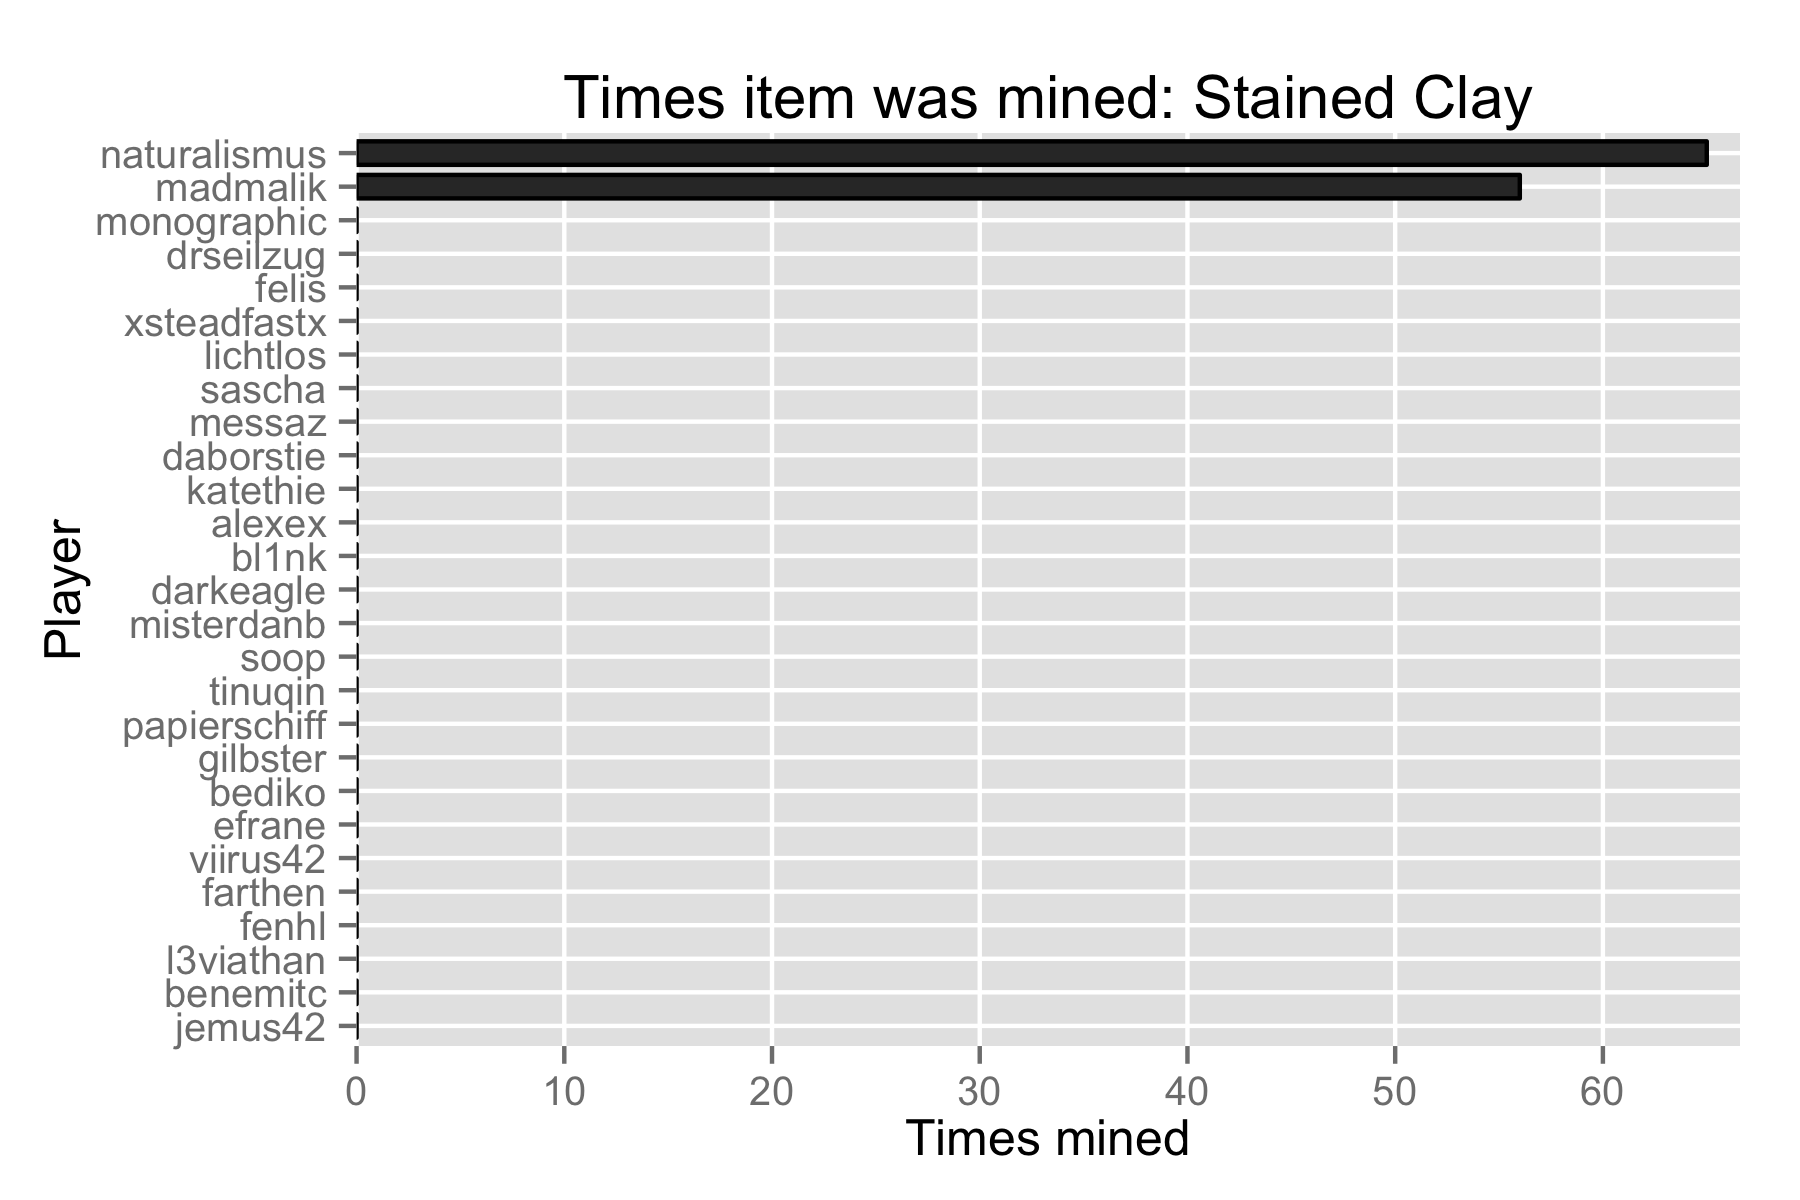 Times item was mined: Stained Clay
naturalismus
madmalik
monographic
drseilzug
felis
xsteadfastx
lichtlos
sascha
messaz
daborstie
katethie
alexex
bl1nk
darkeagle
misterdanb
soop
tinuqin
papierschiff
gilbster
bediko
efrane
viirus42
farthen
fenhl
l3viathan
benemitc
jemus42
Player
0 10 20 30 40 50 60
Times mined